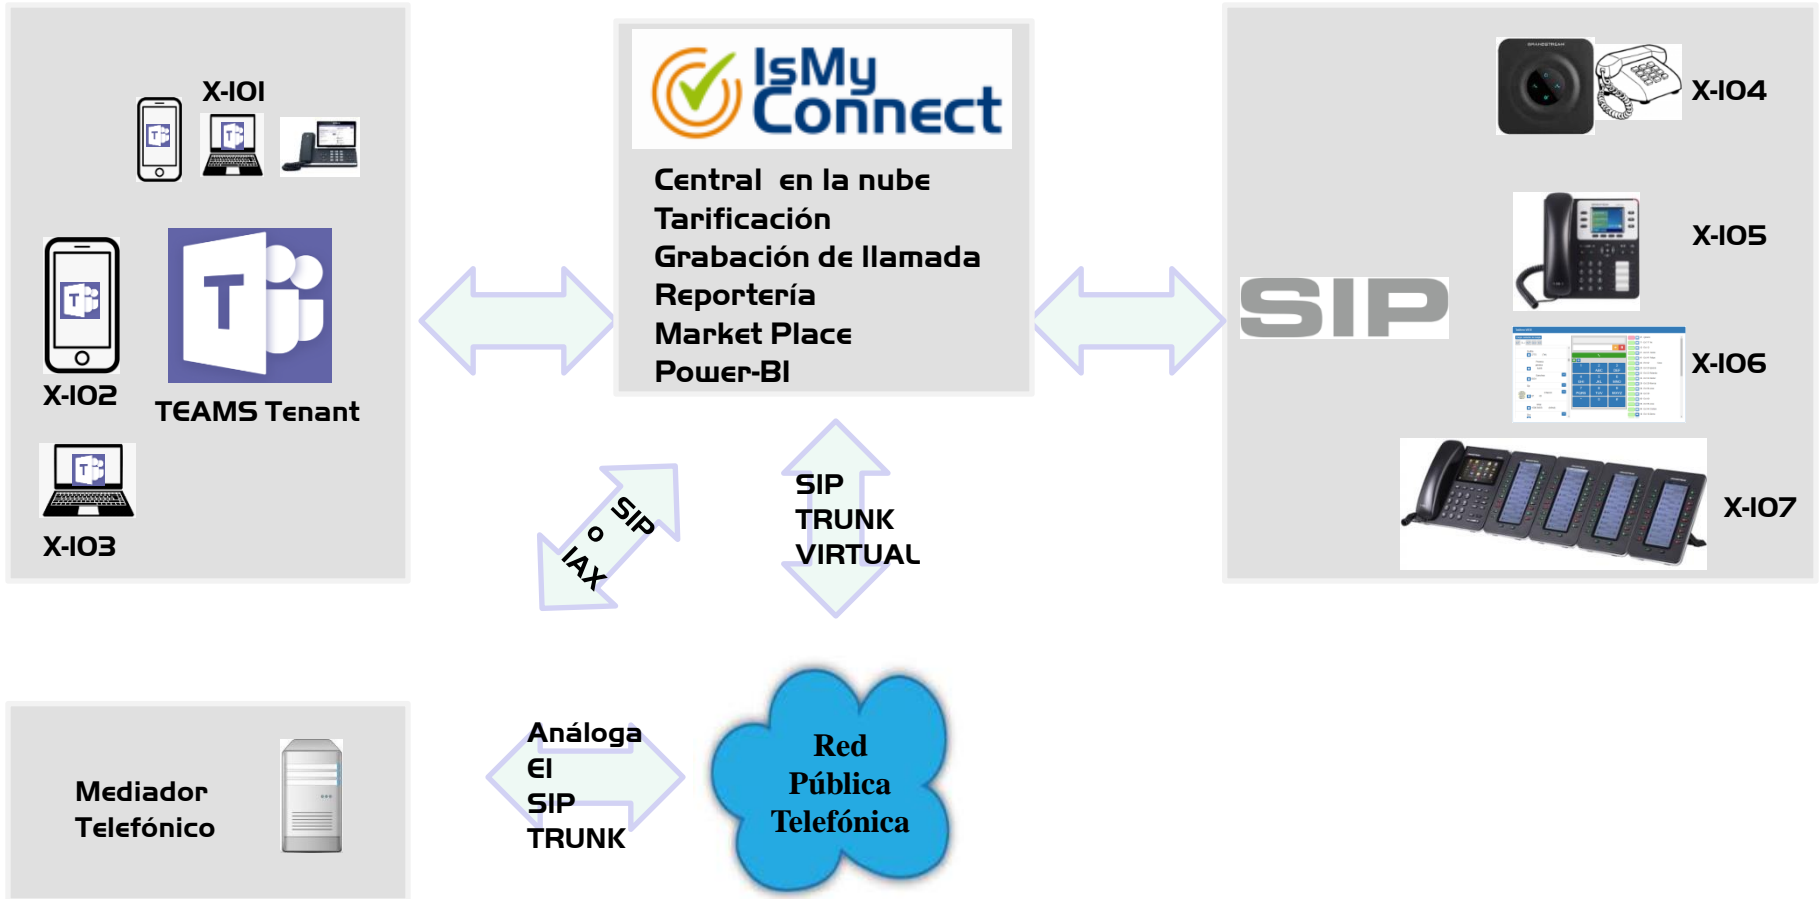 X-101
X-102
TEAMS Tenant
X-103
IsMy
Connect
Central en la nube
Tarificación
Grabación de llamada
Reportería
Market Place
Power-BI
SIP
X-104
X-105
X-106
X-107
SIP
o
IAX
SIP
TRUNK
VIRTUAL
Mediador
Telefónico
Análoga
E1
SIP
TRUNK
Red
Pública
Telefónica